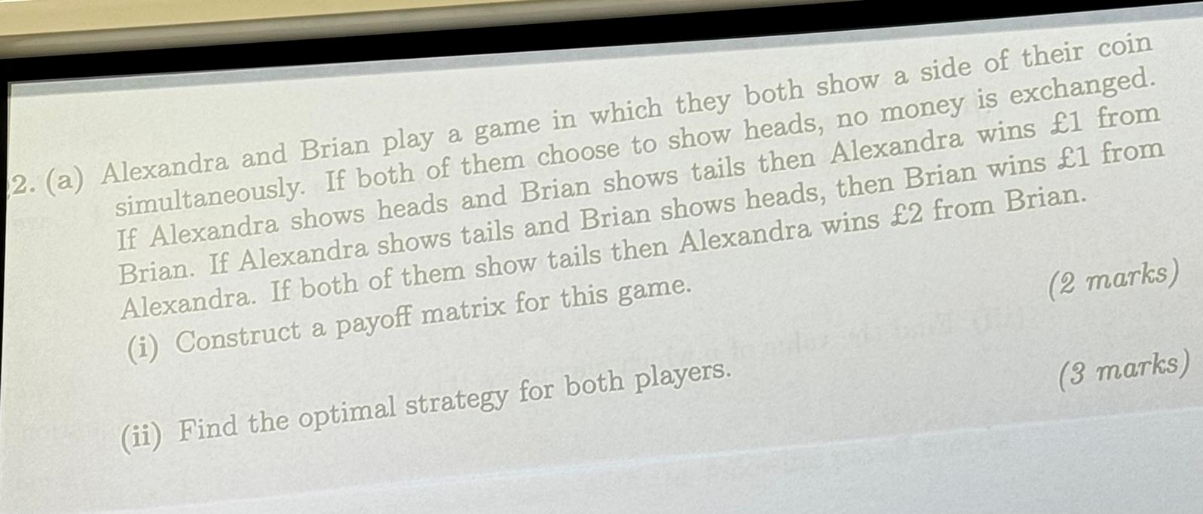 2. (a) Alexandra and Brian play a game in which they both show a side of their coin
simultaneously. If both of them choose to show heads, no money is exchanged.
If Alexandra shows heads and Brian shows tails then Alexandra wins £1 from
Brian. If Alexandra shows tails and Brian shows heads, then Brian wins £1 from
Alexandra. If both of them show tails then Alexandra wins £2 from Brian.
(i) Construct a payoff matrix for this game. (2 marks)
(ii) Find the optimal strategy for both players. (3 marks)